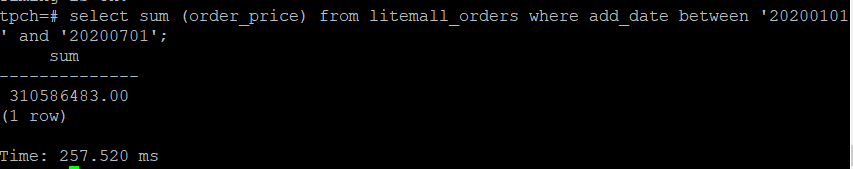 tpch=# select sum (order_price) from litemall_orders where add_date between '20200101
' and '20200701';
     sum
--------------
 310586483.00
(1 row)

Time: 257.520 ms